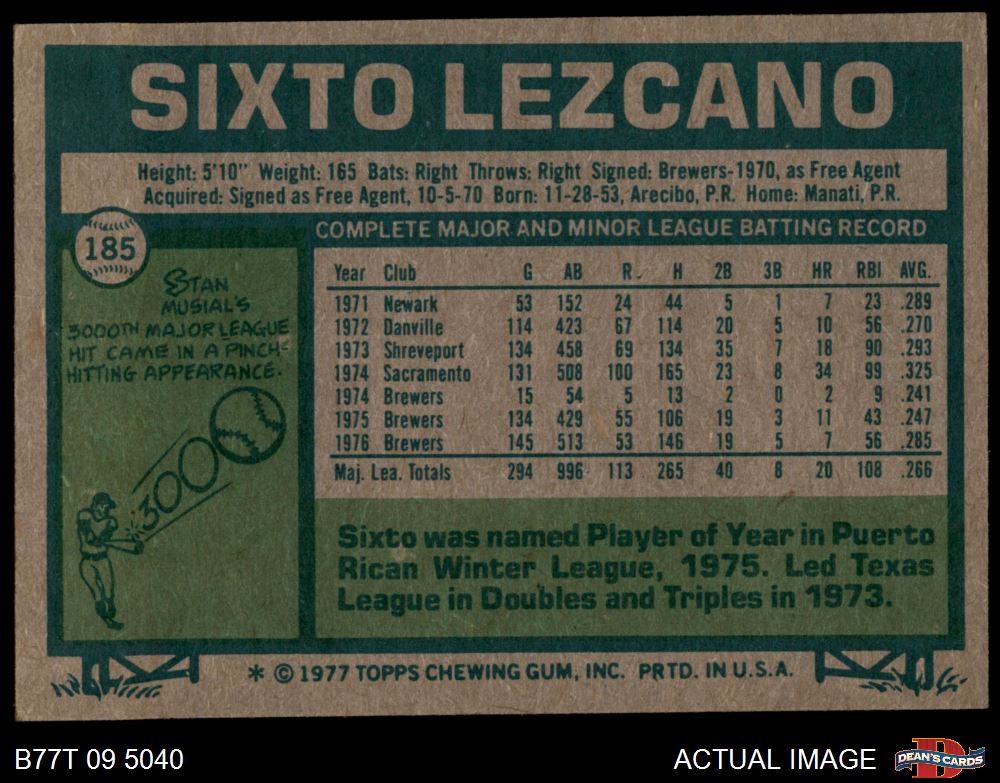 SIXTO LEZCANO
Height: 5'10" Weight: 165 Bats: Right Throws: Right Signed: Brewers-1970, as Free Agent
Acquired: Signed as Free Agent, 10-5-70 Born: 11-28-53, Arecibo, P.R. Home: Manati, P.R.
185
STAN
MUSIAL'S
3000TH MAJOR LEAGUE
HIT CAME IN A PINCH-
HITTING APPEARANCE.
3000
COMPLETE MAJOR AND MINOR LEAGUE BATTING RECORD
Year Club G AB R H 2B 3B HR RBI AVG.
1971 Newark 53 152 24 44 5 1 7 23 .289
1972 Danville 114 423 67 114 20 5 10 56 .270
1973 Shreveport 134 458 69 134 35 7 18 90 .293
1974 Sacramento 131 508 100 165 23 8 34 99 .325
1974 Brewers 15 54 5 13 2 0 2 9 .241
1975 Brewers 134 429 55 106 19 3 11 43 .247
1976 Brewers 145 513 53 146 19 5 7 56 .285
Maj. Lea. Totals 294 996 113 265 40 8 20 108 .266
Sixto was named Player of Year in Puerto
Rican Winter League, 1975. Led Texas
League in Doubles and Triples in 1973.
* © 1977 TOPPS CHEWING GUM, INC. PRTD. IN U.S.A.
B77T 09 5040
ACTUAL IMAGE
D
DEAN'S CARDS